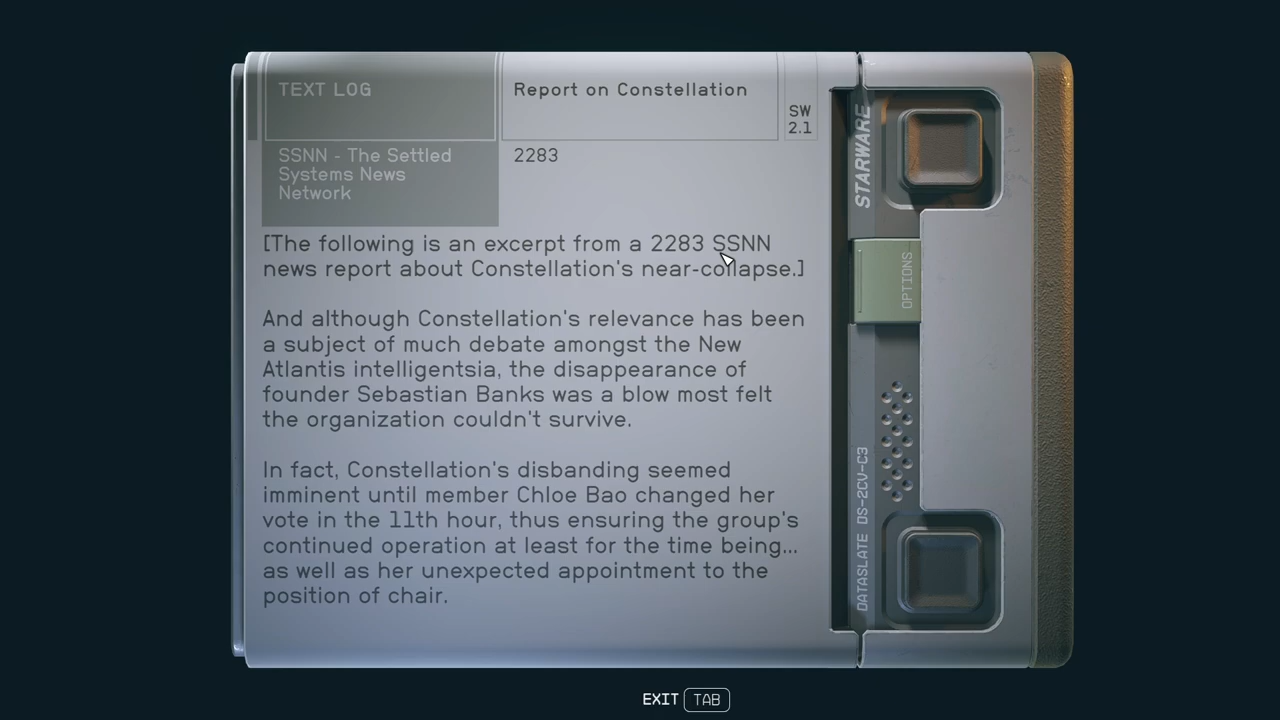 TEXT LOG
Report on Constellation
SW
2.1
SSNN - The Settled
Systems News
Network
2283
[The following is an excerpt from a 2283 SSNN
news report about Constellation's near-collapse.]
And although Constellation's relevance has been
a subject of much debate amongst the New
Atlantis intelligentsia, the disappearance of
founder Sebastian Banks was a blow most felt
the organization couldn't survive.
In fact, Constellation's disbanding seemed
imminent until member Chloe Bao changed her
vote in the 11th hour, thus ensuring the group's
continued operation at least for the time being...
as well as her unexpected appointment to the
position of chair.
STARWARE
OPTIONS
DATASLATE DS-2CV-C3
EXIT TAB